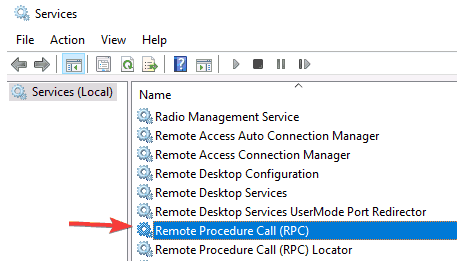 Services
File Action View Help
Services (Local)
Name
Radio Management Service
Remote Access Auto Connection Manager
Remote Access Connection Manager
Remote Desktop Configuration
Remote Desktop Services
Remote Desktop Services UserMode Port Redirector
Remote Procedure Call (RPC)
Remote Procedure Call (RPC) Locator